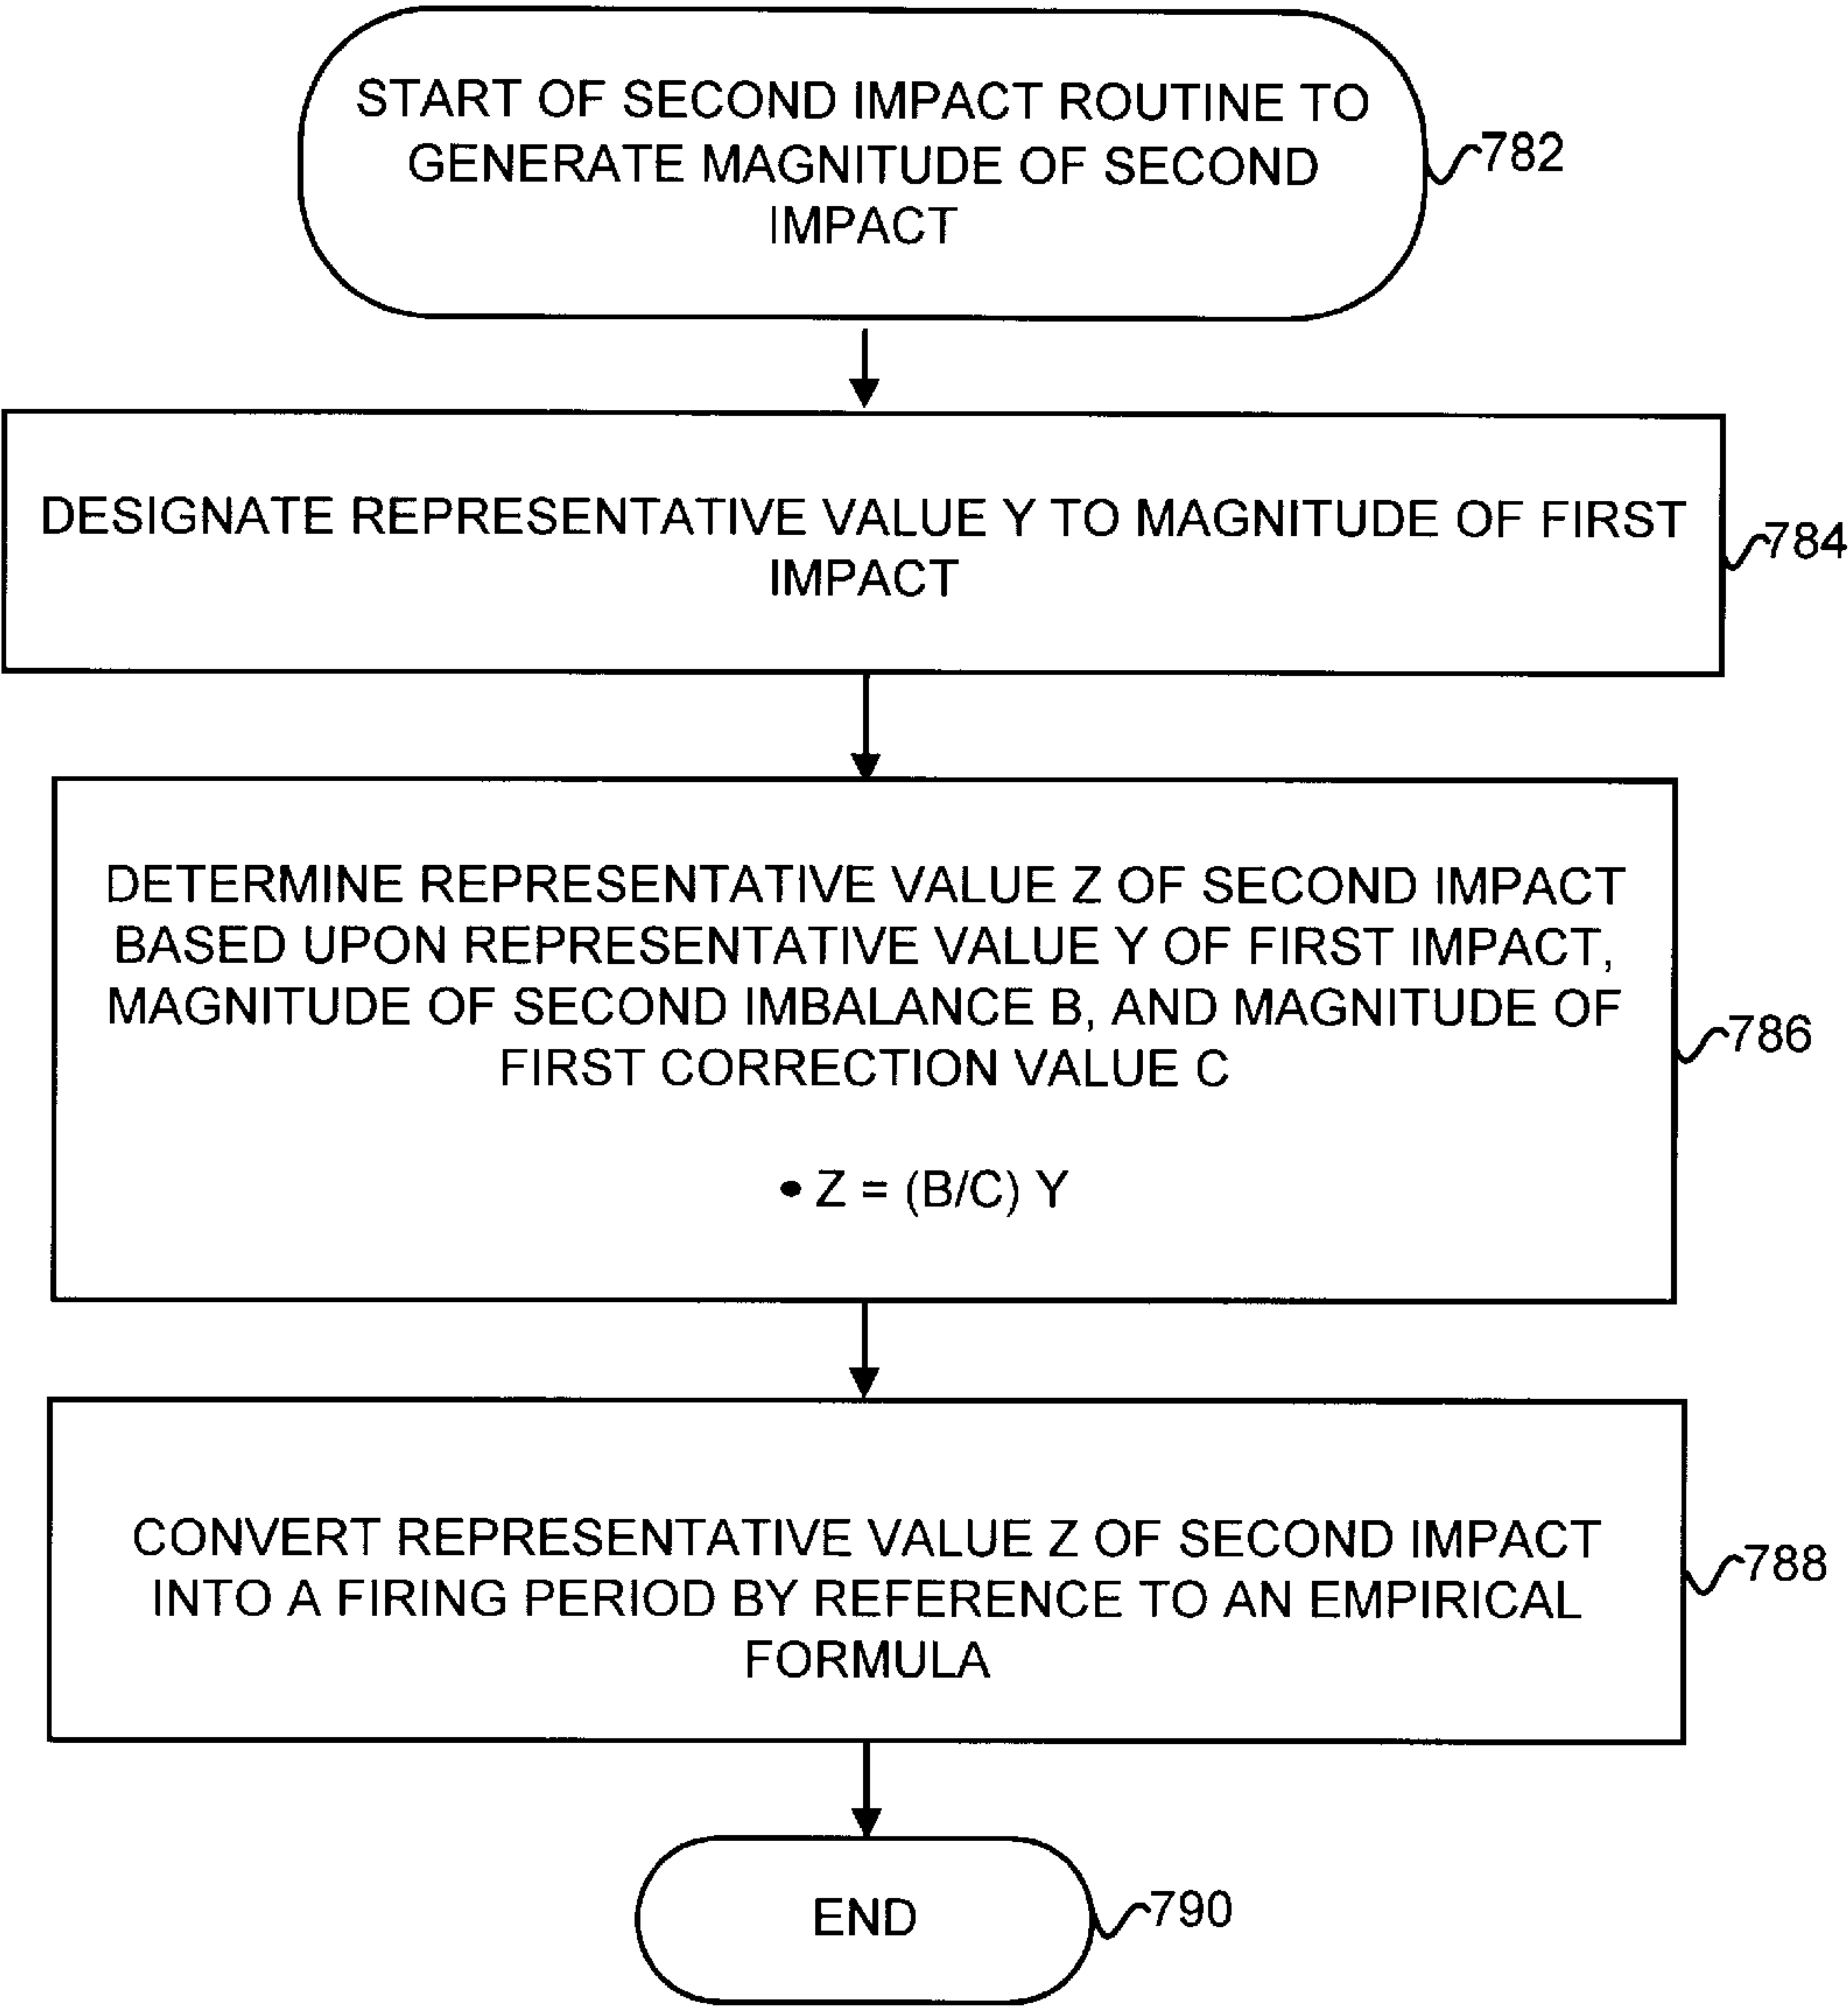 START OF SECOND IMPACT ROUTINE TO
GENERATE MAGNITUDE OF SECOND
IMPACT
782
DESIGNATE REPRESENTATIVE VALUE Y TO MAGNITUDE OF FIRST
IMPACT
784
DETERMINE REPRESENTATIVE VALUE Z OF SECOND IMPACT
BASED UPON REPRESENTATIVE VALUE Y OF FIRST IMPACT,
MAGNITUDE OF SECOND IMBALANCE B, AND MAGNITUDE OF
FIRST CORRECTION VALUE C
• Z = (B/C) Y
786
CONVERT REPRESENTATIVE VALUE Z OF SECOND IMPACT
INTO A FIRING PERIOD BY REFERENCE TO AN EMPIRICAL
FORMULA
788
END
790